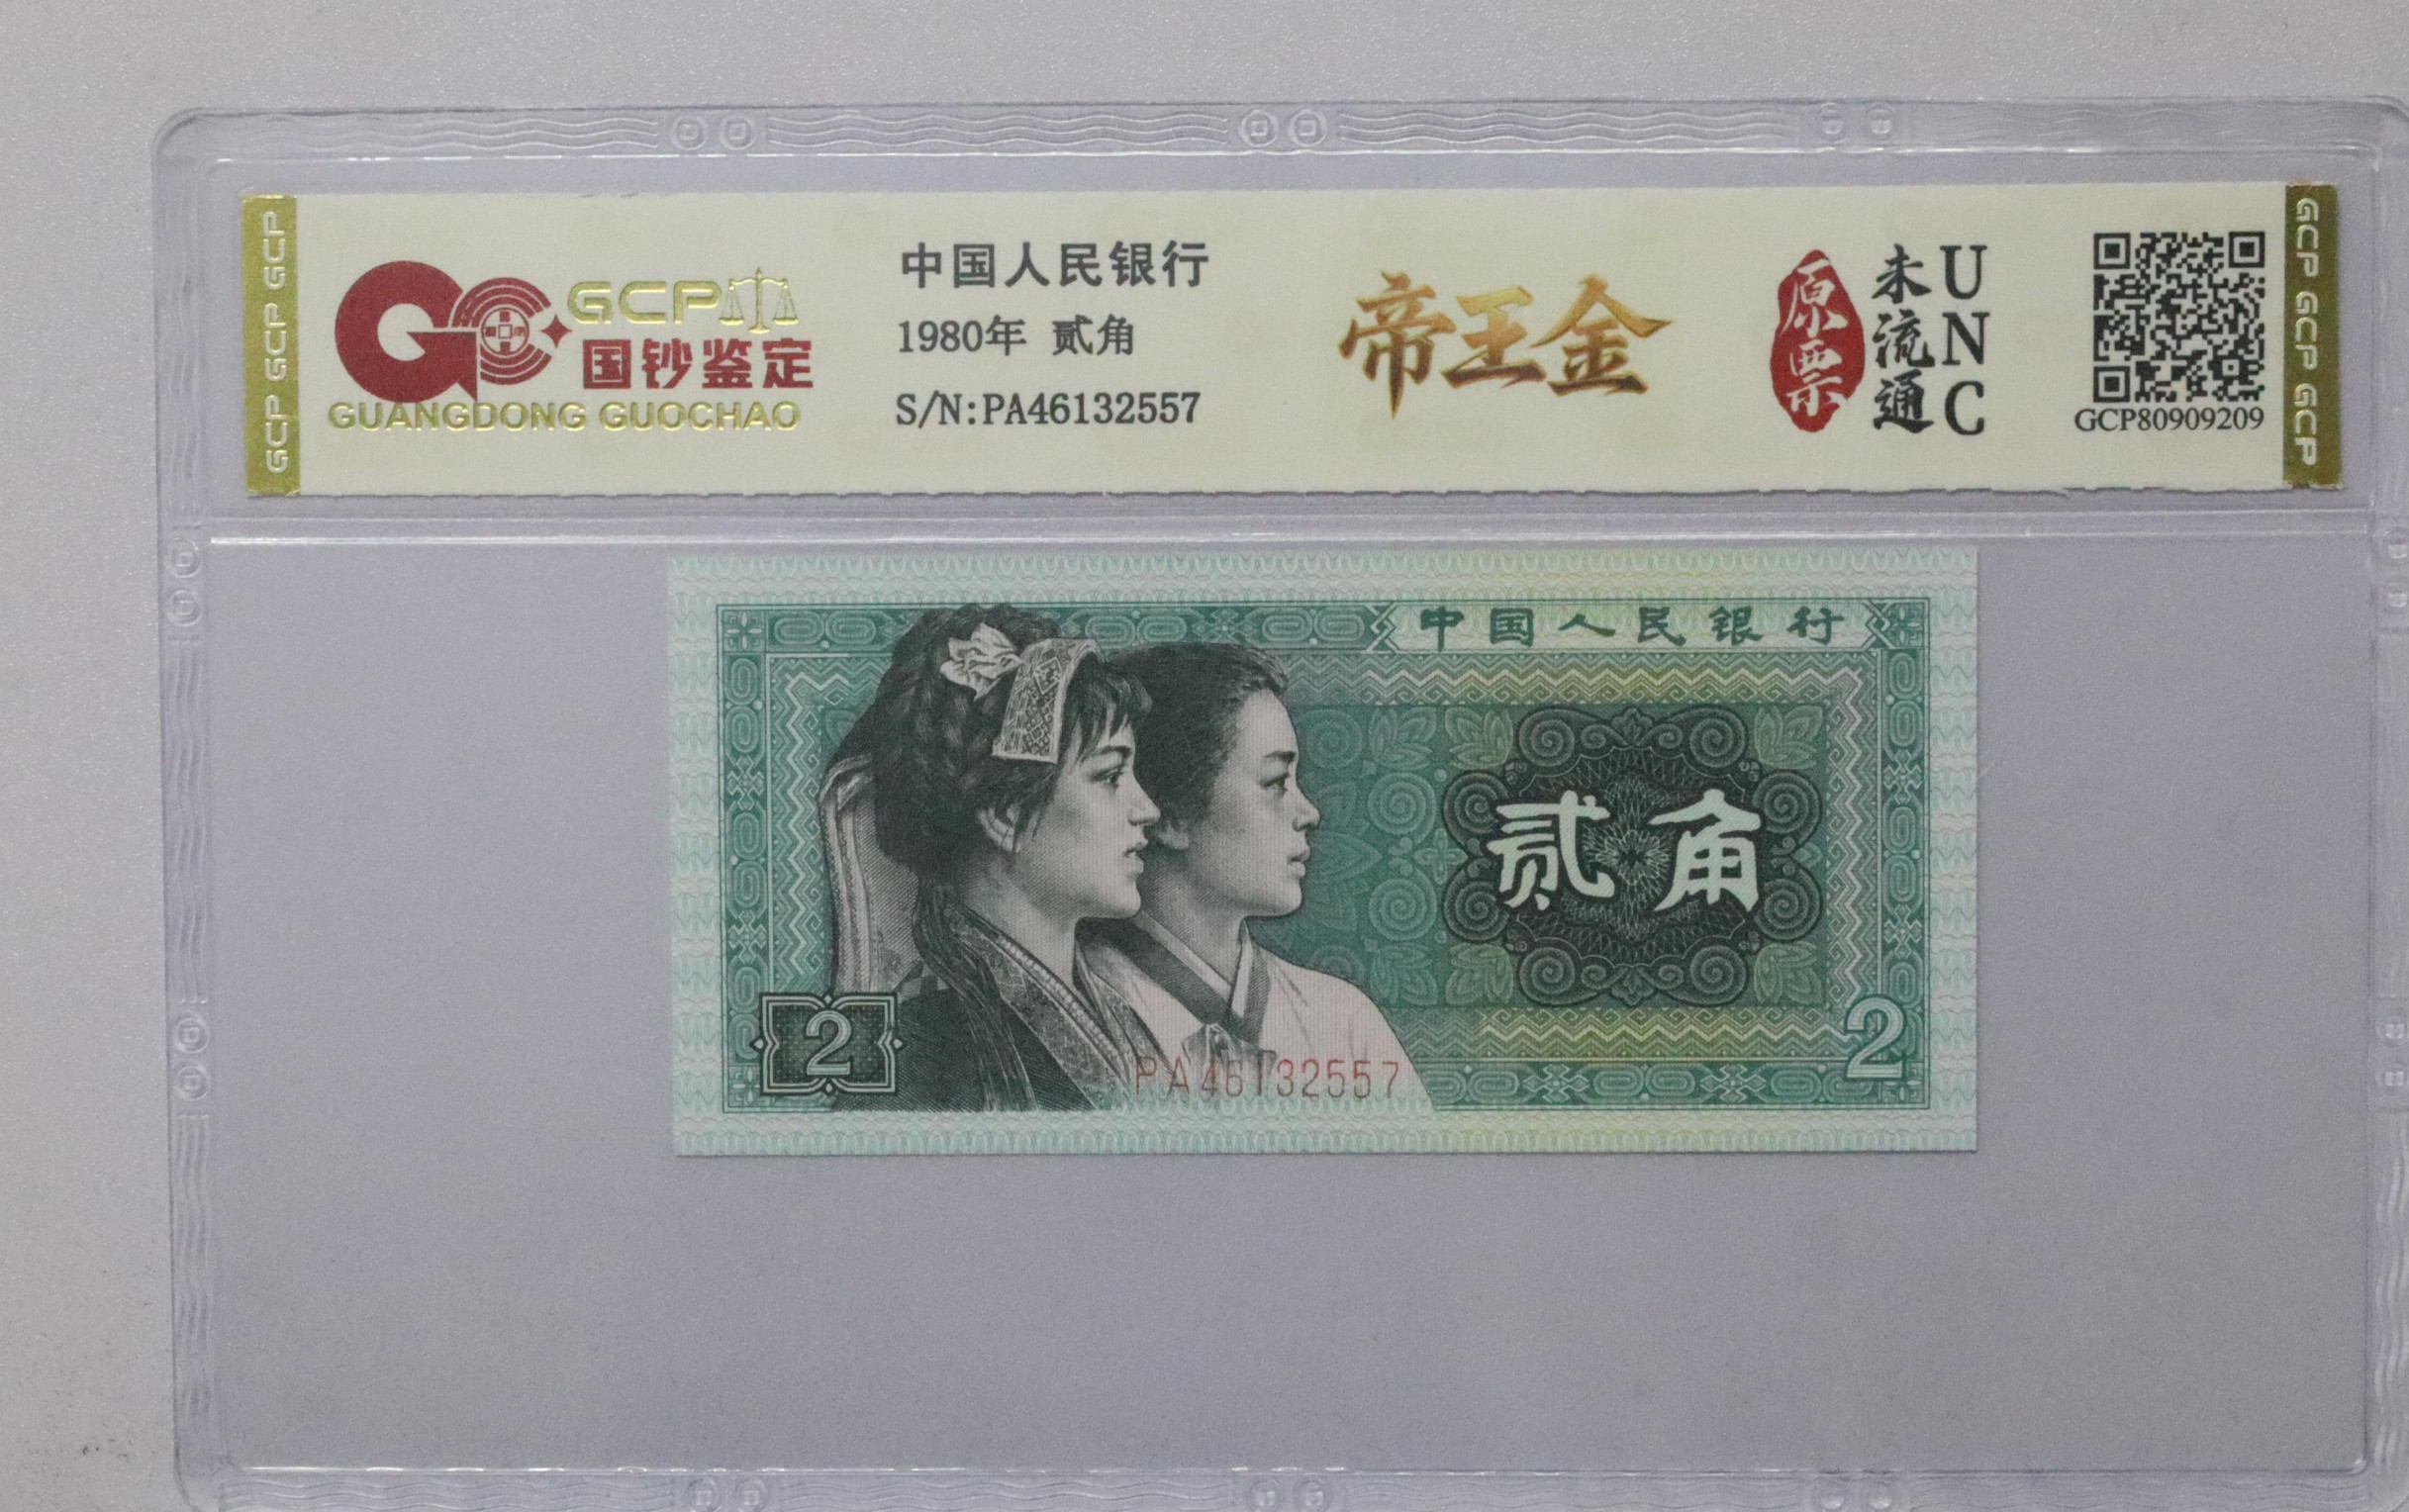 GCP GCP GCP
GCP
国钞鉴定
GUANGDONG GUOCHAO
中国人民银行
1980年 贰角
S/N:PA46132557
帝王金
原票
未流通
UNC
GCP80909209
GCP GCP GCP
中国人民银行
贰角
2
2
PA46132557